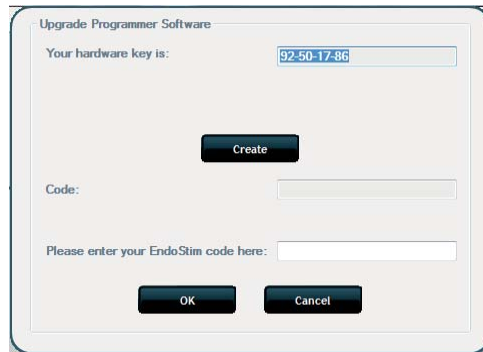 Upgrade Programmer Software
Your hardware key is: 92-50-17-86
Create
Code:
Please enter your EndoStim code here:
OK Cancel